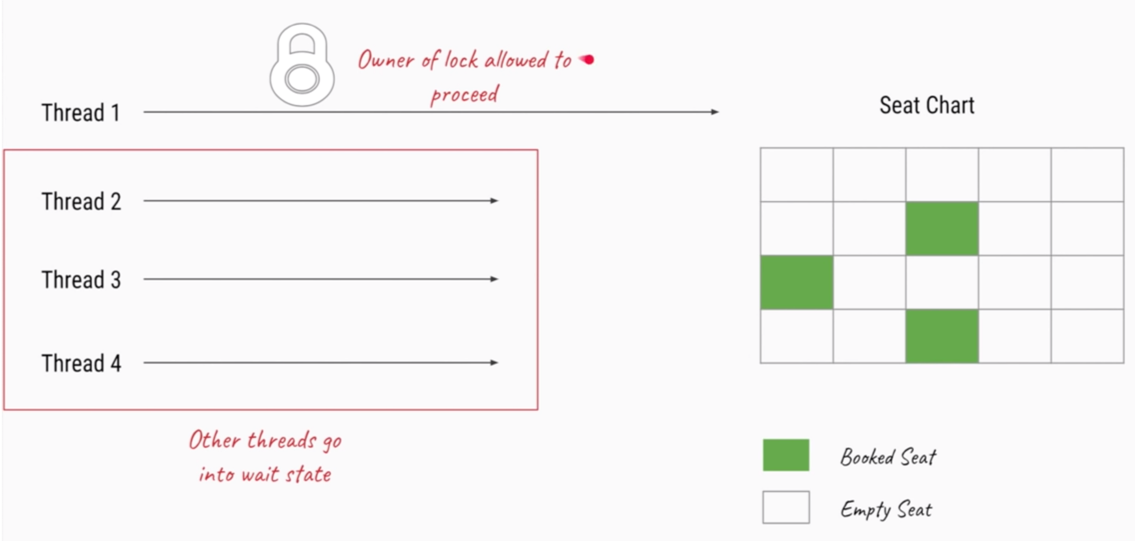 Owner of lock allowed to
proceed
Thread 1
Seat Chart
Thread 2
Thread 3
Thread 4
Other threads go
into wait state
Booked Seat
Empty Seat